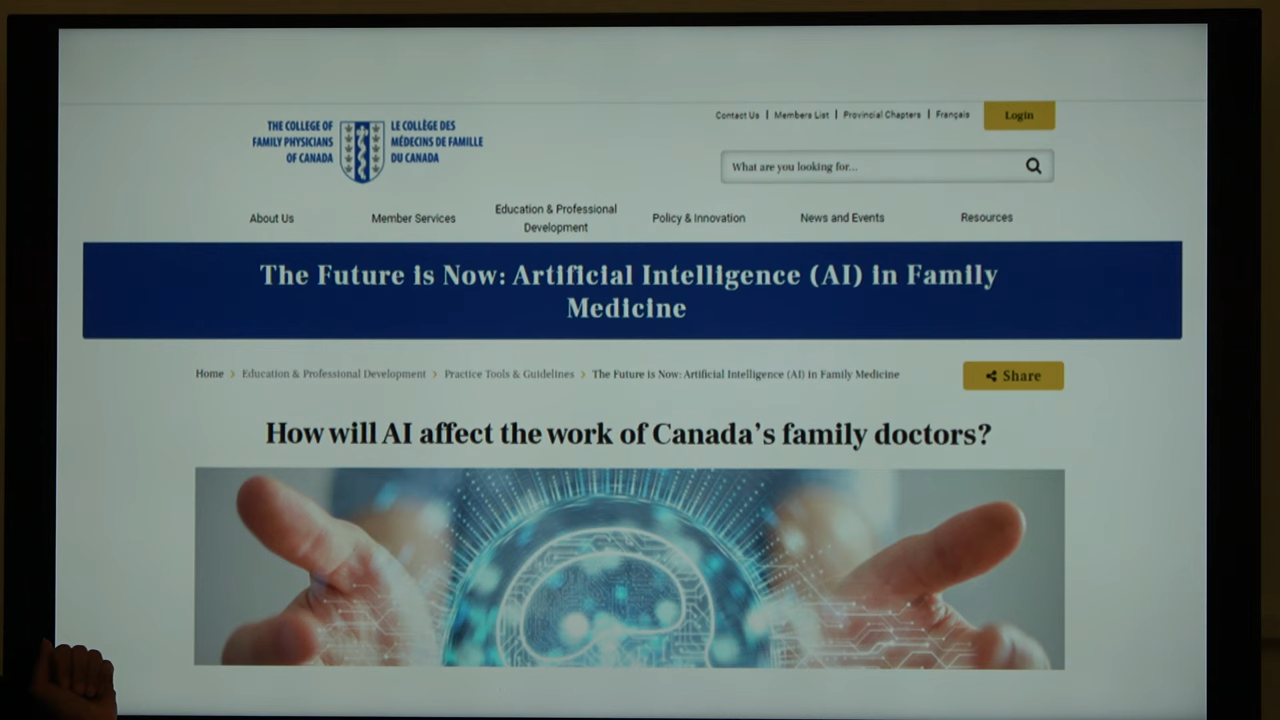 THE COLLEGE OF
FAMILY PHYSICIANS
OF CANADA
LE COLLÈGE DES
MÉDECINS DE FAMILLE
DU CANADA
Contact Us | Members List | Provincial Chapters | Français
Login
What are you looking for...
About Us
Member Services
Education & Professional
Development
Policy & Innovation
News and Events
Resources
The Future is Now: Artificial Intelligence (AI) in Family
Medicine
Home > Education & Professional Development > Practice Tools & Guidelines > The Future is Now: Artificial Intelligence (AI) in Family Medicine
Share
How will AI affect the work of Canada's family doctors?